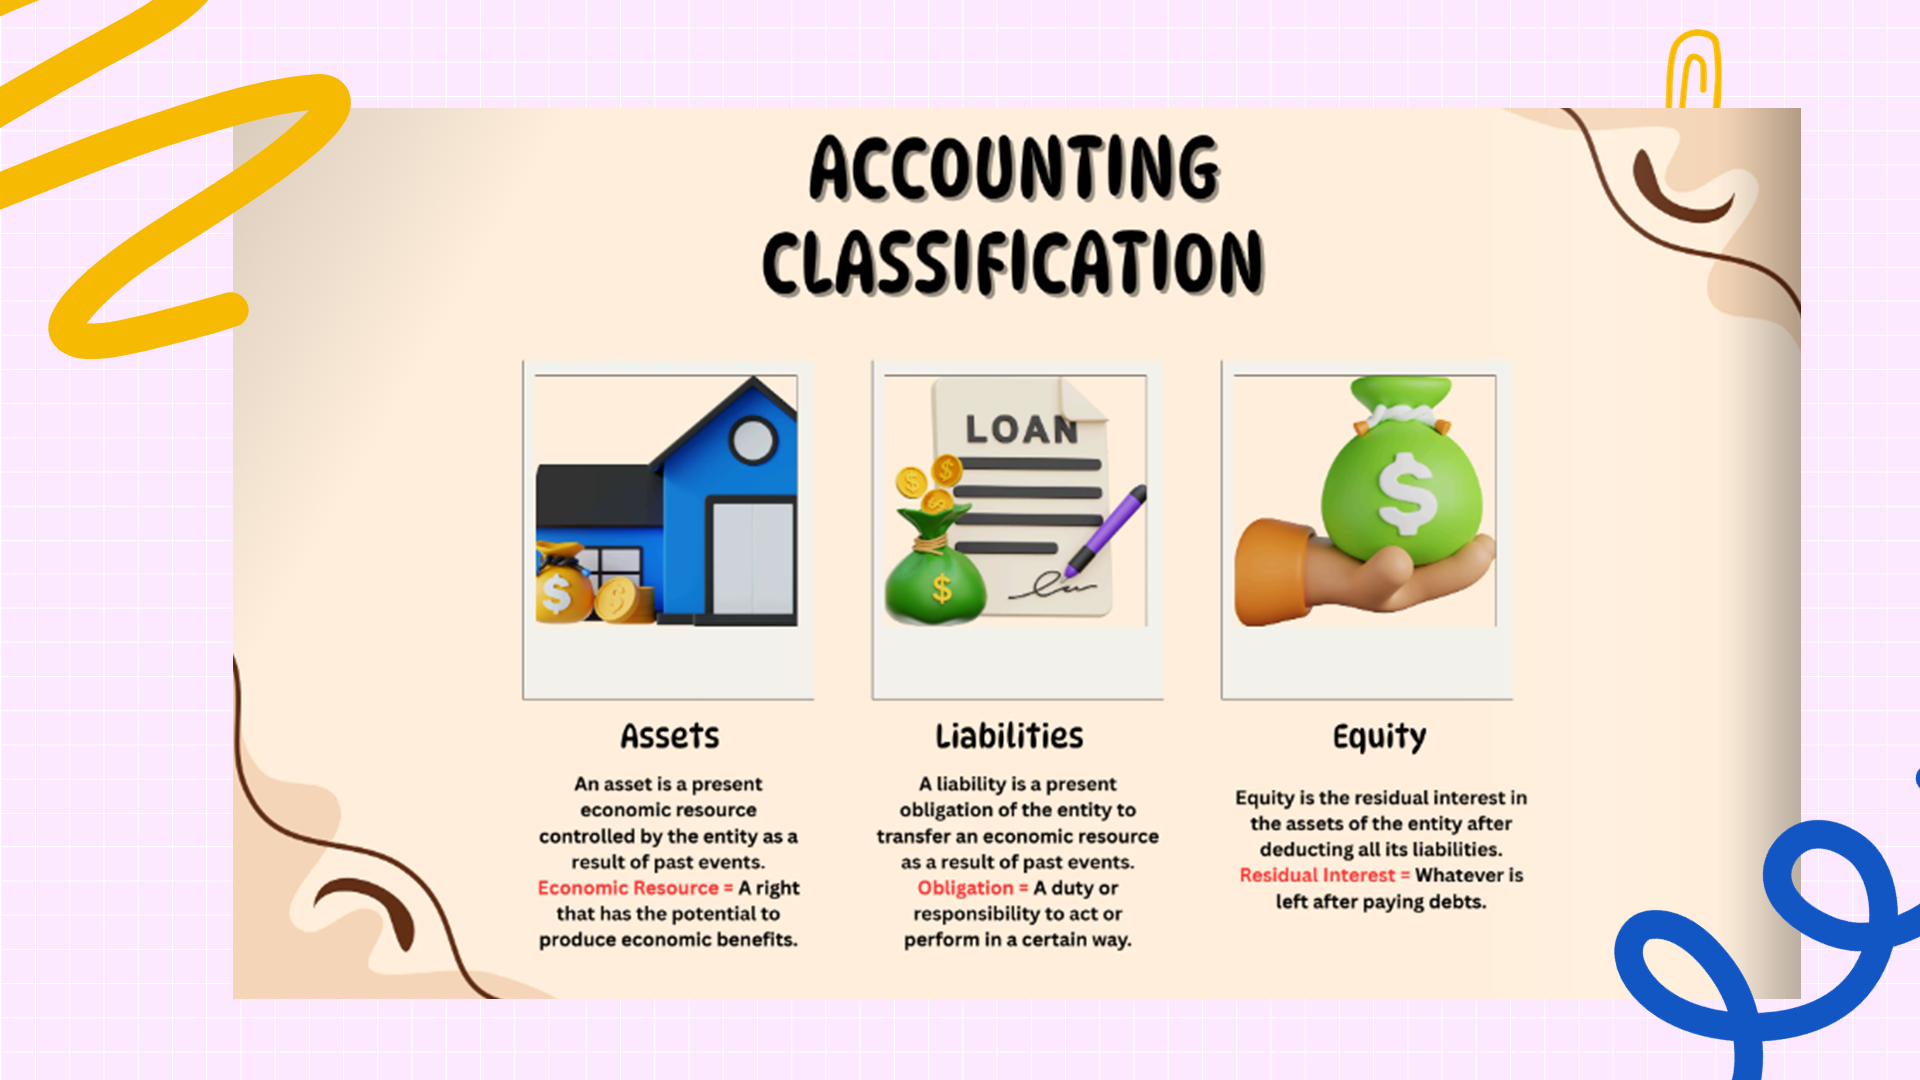 ACCOUNTING
CLASSIFICATION
LOAN
$
$
$
$
$
$
$
Assets
An asset is a present
economic resource
controlled by the entity as a
result of past events.
Economic Resource = A right
that has the potential to
produce economic benefits.
Liabilities
A liability is a present
obligation of the entity to
transfer an economic resource
as a result of past events.
Obligation = A duty or
responsibility to act or
perform in a certain way.
Equity
Equity is the residual interest in
the assets of the entity after
deducting all its liabilities.
Residual Interest = Whatever is
left after paying debts.